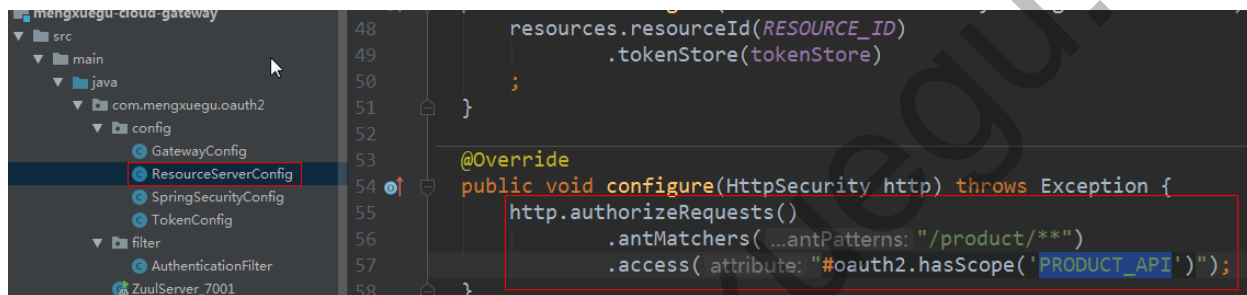 mengxuegu-cloud-gateway
src
main
java
com.mengxuegu.oauth2
config
GatewayConfig
ResourceServerConfig
SpringSecurityConfig
TokenConfig
filter
AuthenticationFilter
ZuulServer_7001
48 resources.resourceId(RESOURCE_ID)
49 .tokenStore(tokenStore)
50 ;
51 }
52
53 @Override
54 public void configure(HttpSecurity http) throws Exception {
55 http.authorizeRequests()
56 .antMatchers( ...antPatterns: "/product/**")
57 .access( attribute: "#oauth2.hasScope('PRODUCT_API')");
58 }